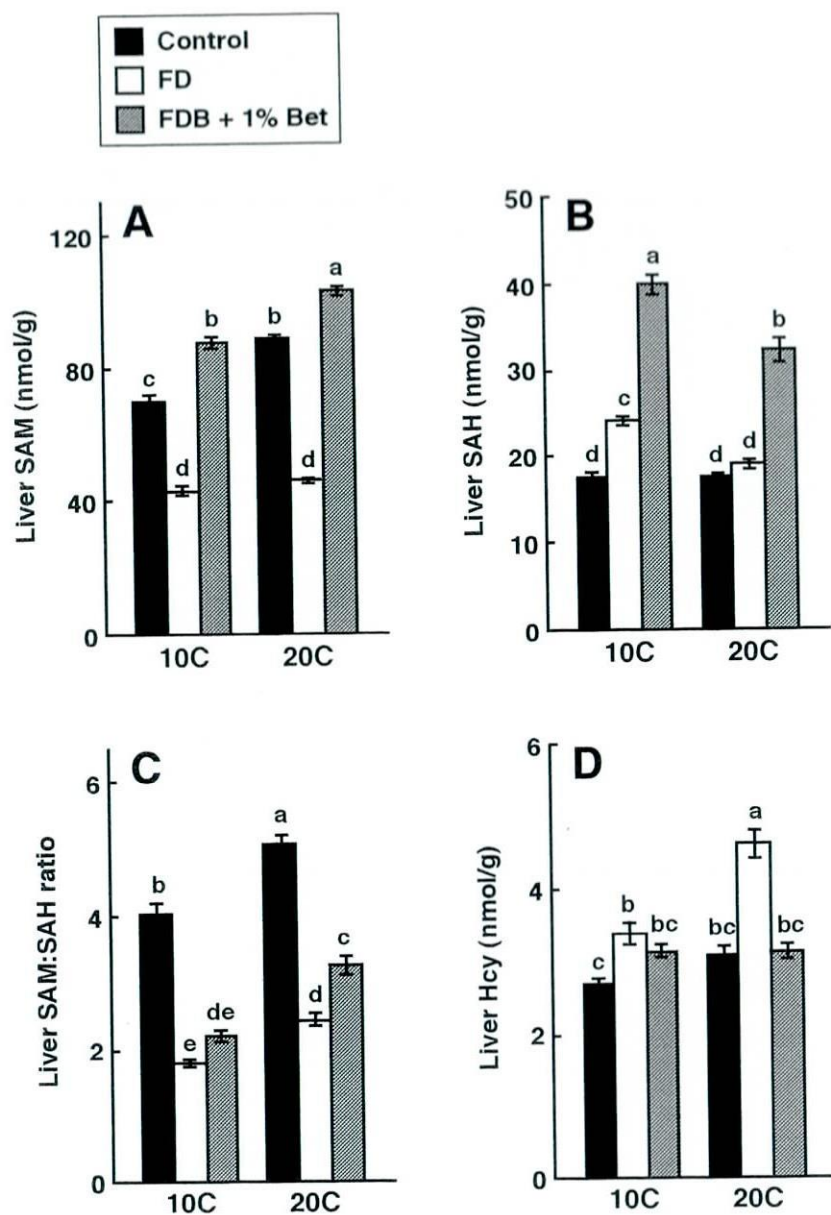 Control
FD
FDB + 1% Bet
A
Liver SAM (nmol/g)
120
80
40
0
c
d
b
b
d
a
10C
20C
B
Liver SAH (nmol/g)
50
40
30
20
10
0
d
c
a
d
d
b
10C
20C
C
Liver SAM:SAH ratio
6
4
2
0
b
e
de
a
d
c
10C
20C
D
Liver Hcy (nmol/g)
6
4
2
0
c
b
bc
bc
a
bc
10C
20C